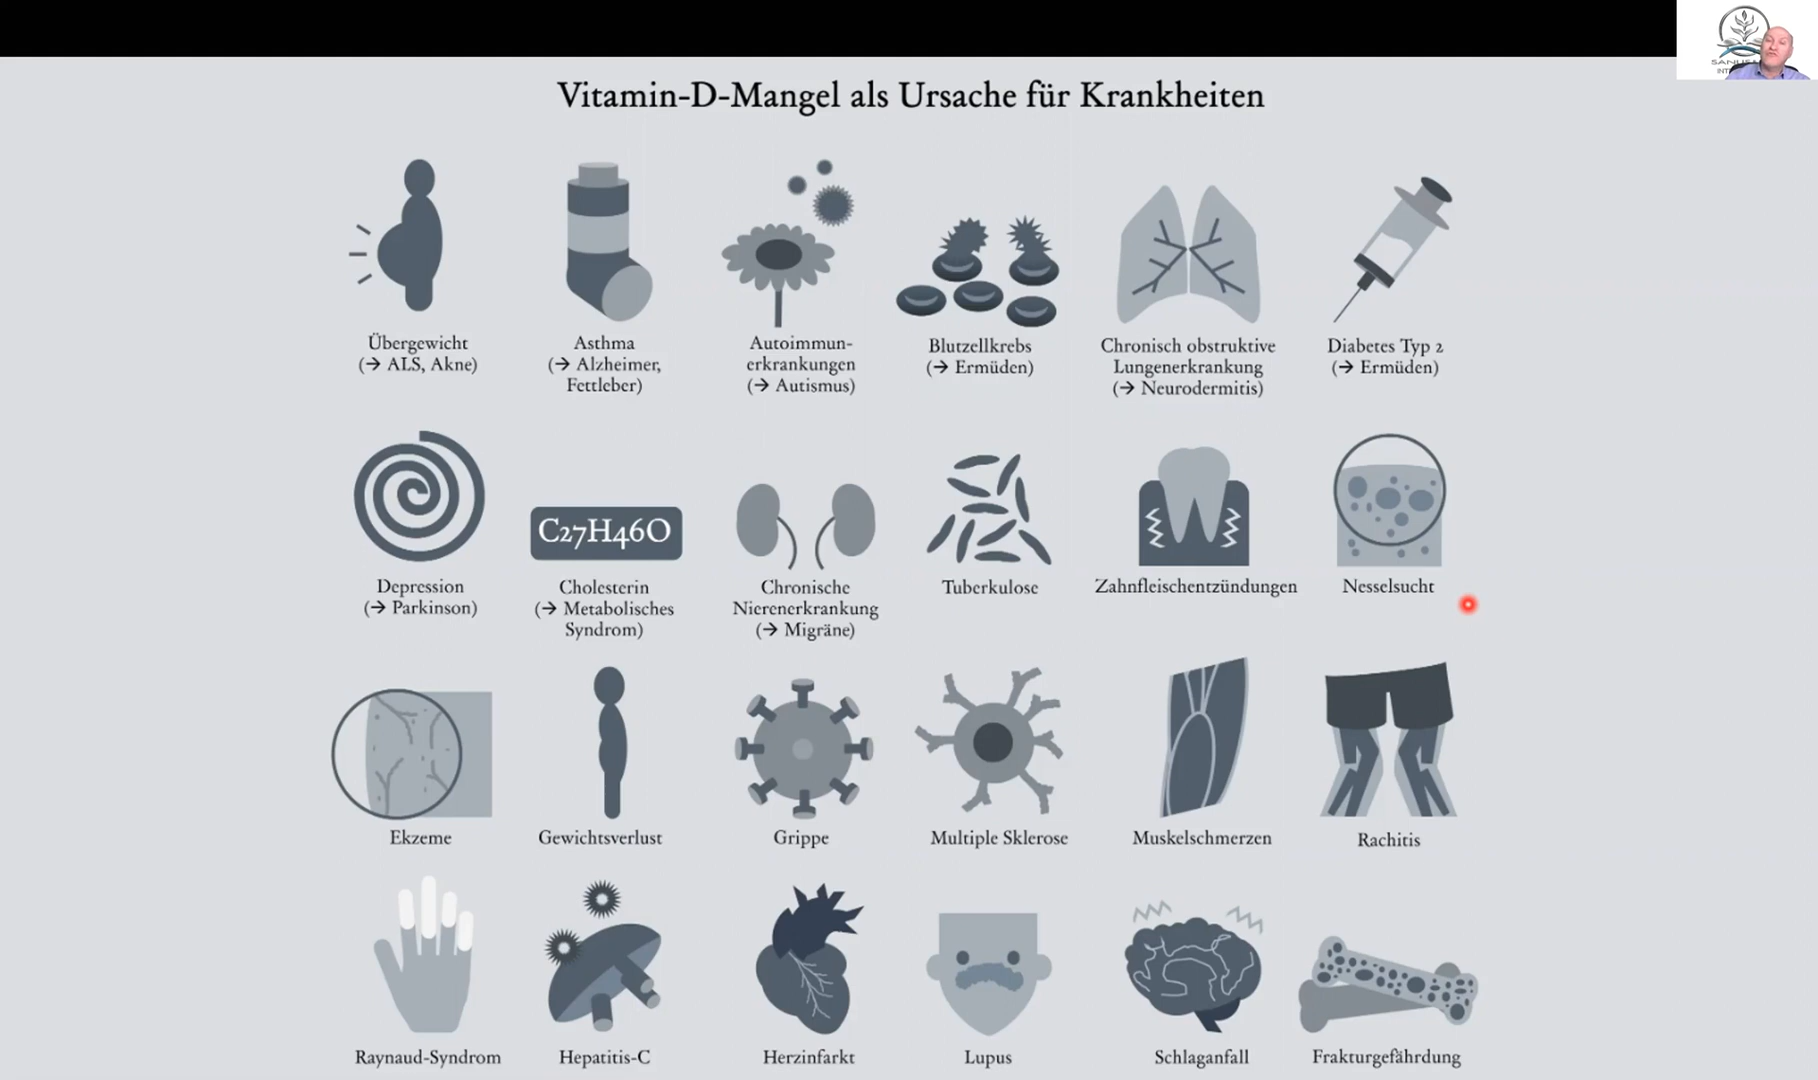 Vitamin-D-Mangel als Ursache für Krankheiten
Übergewicht
(→ ALS, Akne)
Asthma
(→ Alzheimer,
Fettleber)
Autoimmun-
erkrankungen
(→ Autismus)
Blutzellkrebs
(→ Ermüden)
Chronisch obstruktive
Lungenerkrankung
(→ Neurodermitis)
Diabetes Typ 2
(→ Ermüden)
Depression
(→ Parkinson)
C27H46O
Cholesterin
(→ Metabolisches
Syndrom)
Chronische
Nierenerkrankung
(→ Migräne)
Tuberkulose
Zahnfleischentzündungen
Nesselsucht
Ekzeme
Gewichtsverlust
Grippe
Multiple Sklerose
Muskelschmerzen
Rachitis
Raynaud-Syndrom
Hepatitis-C
Herzinfarkt
Lupus
Schlaganfall
Frakturgefährdung